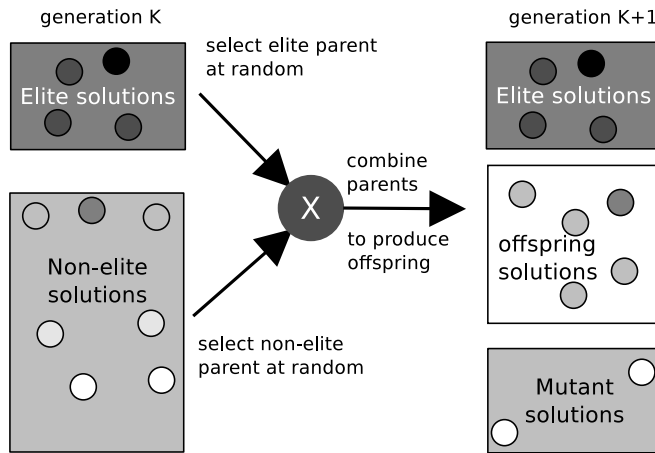 generation K
Elite solutions
Non-elite
solutions
select elite parent
at random
X
select non-elite
parent at random
combine
parents
to produce
offspring
generation K+1
Elite solutions
offspring
solutions
Mutant
solutions